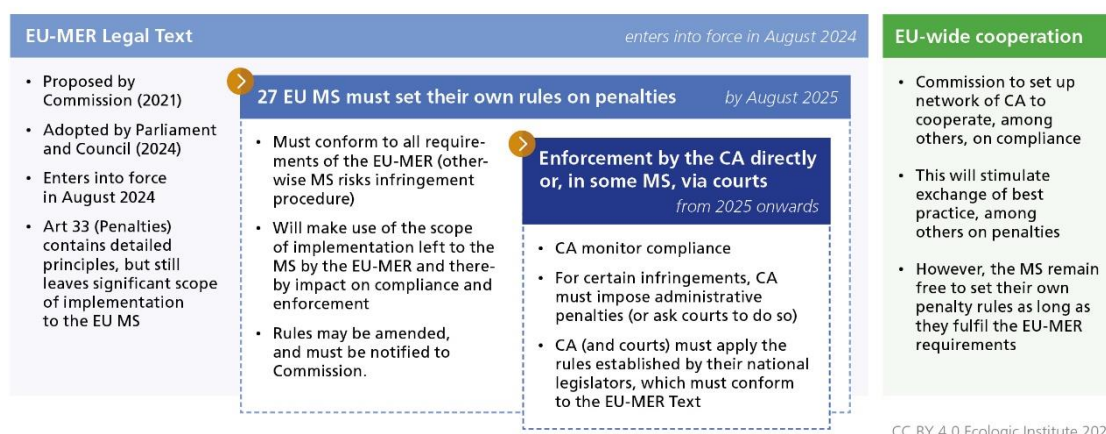 EU-MER Legal Text
enters into force in August 2024
• Proposed by
Commission (2021)
• Adopted by Parliament
and Council (2024)
• Enters into force
in August 2024
• Art 33 (Penalties)
contains detailed
principles, but still
leaves significant scope
of implementation
to the EU MS
27 EU MS must set their own rules on penalties
by August 2025
• Must conform to all require-
ments of the EU-MER (other-
wise MS risks infringement
procedure)
• Will make use of the scope
of implementation left to the
MS by the EU-MER and there-
by impact on compliance and
enforcement
• Rules may be amended,
and must be notified to
Commission.
Enforcement by the CA directly
or, in some MS, via courts
from 2025 onwards
• CA monitor compliance
• For certain infringements, CA
must impose administrative
penalties (or ask courts to do so)
• CA (and courts) must apply the
rules established by their national
legislators, which must conform
to the EU-MER Text
EU-wide cooperation
• Commission to set up
network of CA to
cooperate, among
others, on compliance
• This will stimulate
exchange of best
practice, among
others on penalties
• However, the MS remain
free to set their own
penalty rules as long as
they fulfil the EU-MER
requirements
CC BY 4.0 Ecologic Institute